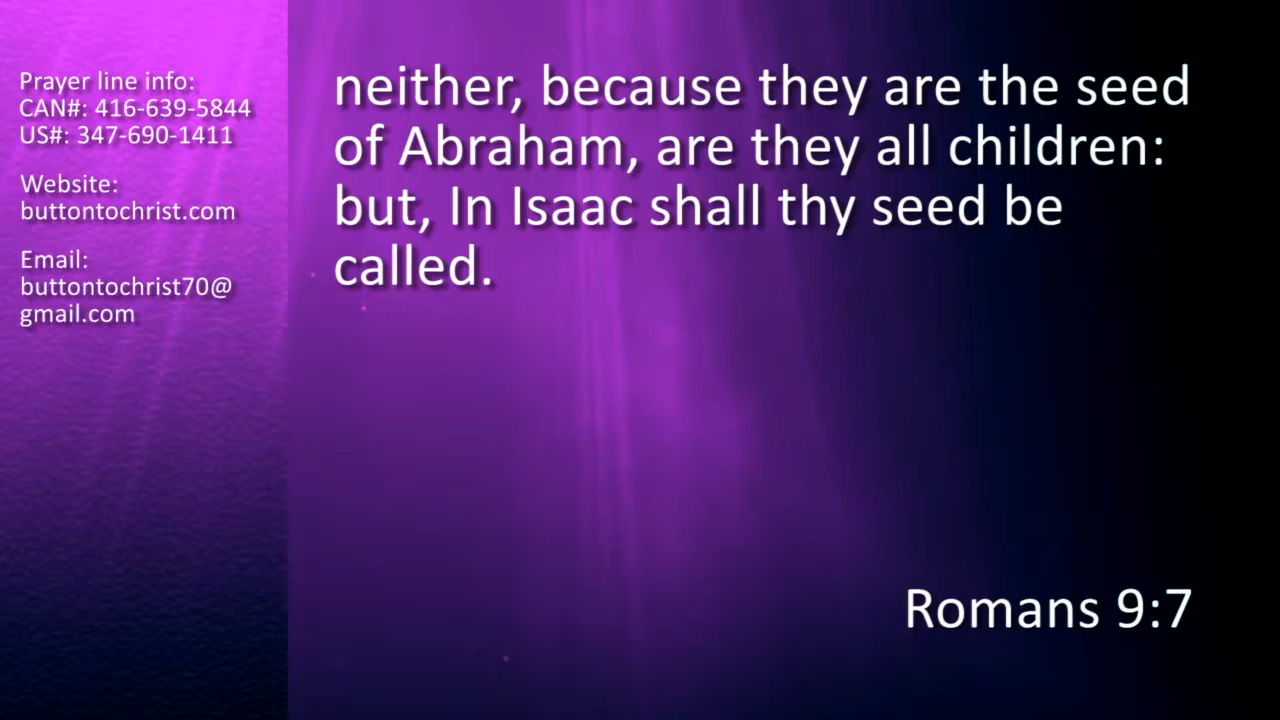 Prayer line info:
CAN#: 416-639-5844
US#: 347-690-1411
Website:
buttontochrist.com
Email:
buttontochrist70@
gmail.com
neither, because they are the seed
of Abraham, are they all children:
but, In Isaac shall thy seed be
called.
Romans 9:7